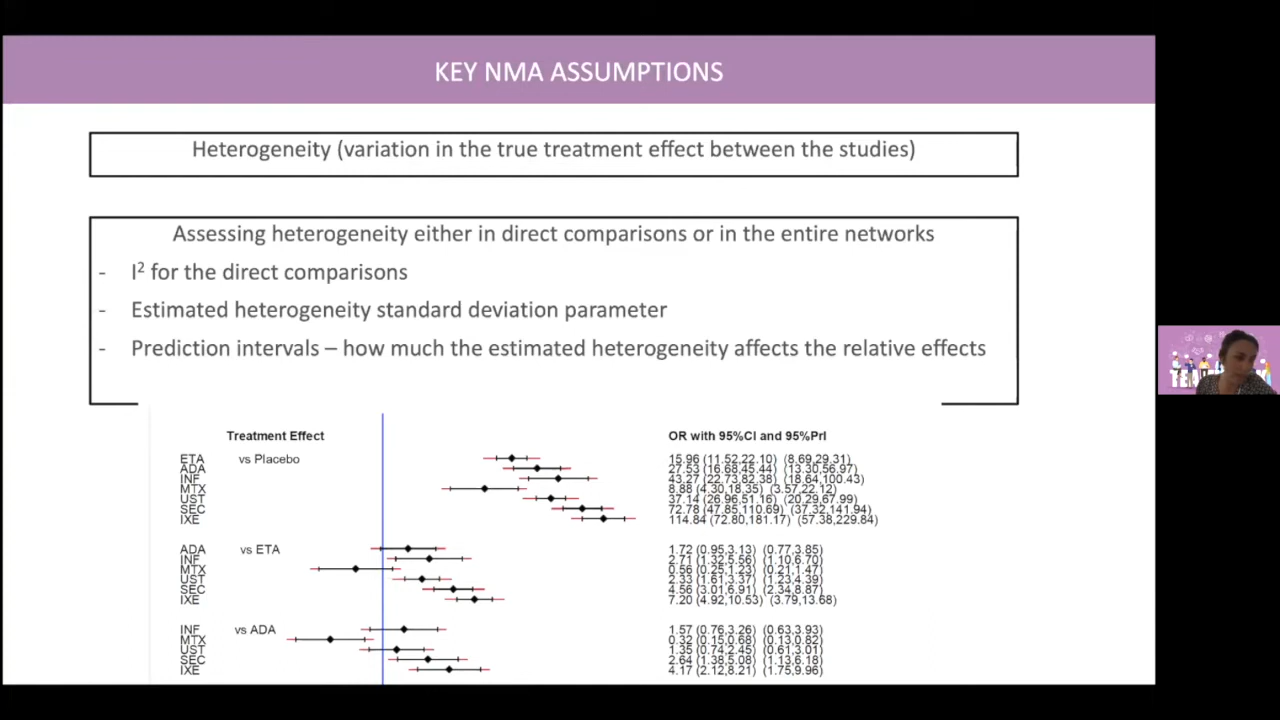 KEY NMA ASSUMPTIONS
Heterogeneity (variation in the true treatment effect between the studies)
Assessing heterogeneity either in direct comparisons or in the entire networks
- I² for the direct comparisons
- Estimated heterogeneity standard deviation parameter
- Prediction intervals – how much the estimated heterogeneity affects the relative effects
Treatment Effect OR with 95%CI and 95%PrI
ETA vs Placebo 15.96 (11.52,22.10) (8.69,29.31)
ADA 27.53 (16.68,45.44) (13.30,56.97)
INF 43.27 (22.73,82.38) (18.64,100.43)
MTX 8.88 (4.30,18.35) (3.57,22.12)
UST 37.14 (26.96,51.16) (20.29,67.99)
SEC 72.78 (47.85,110.69) (37.32,141.94)
IXE 114.84 (72.80,181.17) (57.38,229.84)
ADA vs ETA 1.72 (0.95,3.13) (0.77,3.85)
INF 2.71 (1.32,5.56) (1.10,6.70)
MTX 0.56 (0.25,1.23) (0.21,1.47)
UST 2.33 (1.61,3.37) (1.23,4.39)
SEC 4.56 (3.01,6.91) (2.34,8.87)
IXE 7.20 (4.92,10.53) (3.79,13.68)
INF vs ADA 1.57 (0.76,3.26) (0.63,3.93)
MTX 0.32 (0.15,0.68) (0.13,0.82)
UST 1.35 (0.74,2.45) (0.61,3.01)
SEC 2.64 (1.38,5.08) (1.13,6.18)
IXE 4.17 (2.12,8.21) (1.75,9.96)